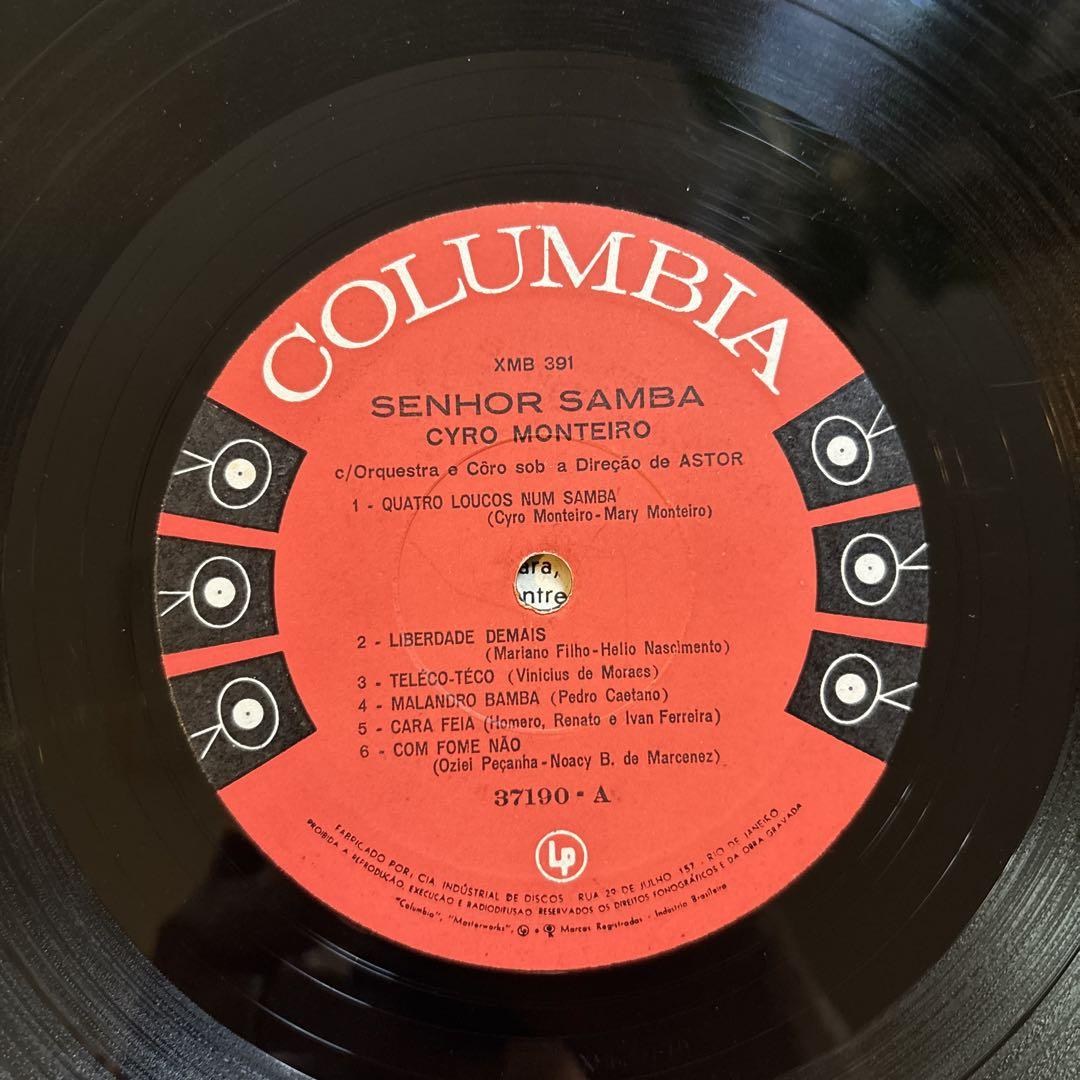 COLUMBIA
XMB 391
SENHOR SAMBA
CYRO MONTEIRO
c/Orquestra e Côro sob a Direção de ASTOR
1 - QUATRO LOUCOS NUM SAMBA
(Cyro Monteiro - Mary Monteiro)
ara,
ntre
2 - LIBERDADE DEMAIS
(Mariano Filho - Helio Nascimento)
3 - TELÉCO-TÉCO (Vinicius de Moraes)
4 - MALANDRO BAMBA (Pedro Caetano)
5 - CARA FEIA (Homero, Renato e Ivan Ferreira)
6 - COM FOME NÃO
(Oziel Peçanha - Noacy B. de Marcenez)
37190 - A
Lp
FABRICADO POR: CIA. INDÚSTRIAL DE DISCOS RUA 29 DE JULHO 157 - RIO DE JANEIRO
PROIBIDA A REPRODUÇÃO, EXECUÇÃO E RADIODIFUSÃO RESERVADOS OS DIREITOS FONOGRÁFICOS E DA OBRA GRAVADA
"Columbia", "Masterworks", Lp e Marcas Registradas - Indústria Brasileira